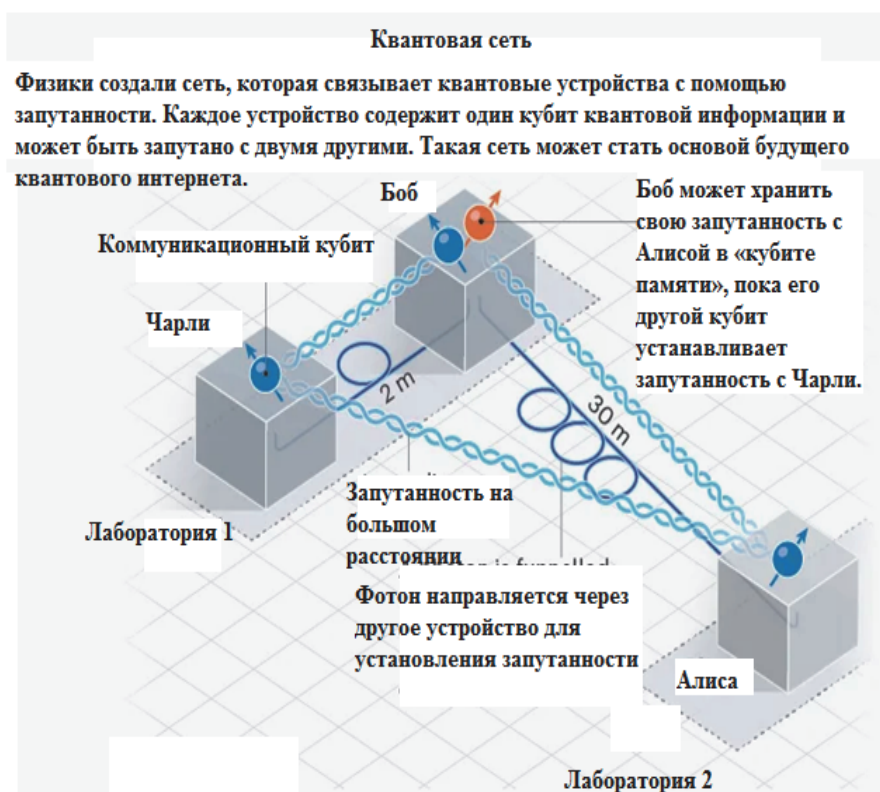 Квантовая сеть
Физики создали сеть, которая связывает квантовые устройства с помощью
запутанности. Каждое устройство содержит один кубит квантовой информации и
может быть запутано с двумя другими. Такая сеть может стать основой будущего
квантового интернета.
Боб
Боб может хранить
свою запутанность с
Алисой в «кубите
памяти», пока его
другой кубит
устанавливает
запутанность с Чарли.
Коммуникационный кубит
Чарли
2 m
30 m
Запутанность на
большом
расстоянии
Лаборатория 1
is funnelled
Фотон направляется через
другое устройство для
установления запутанности
Алиса
Лаборатория 2